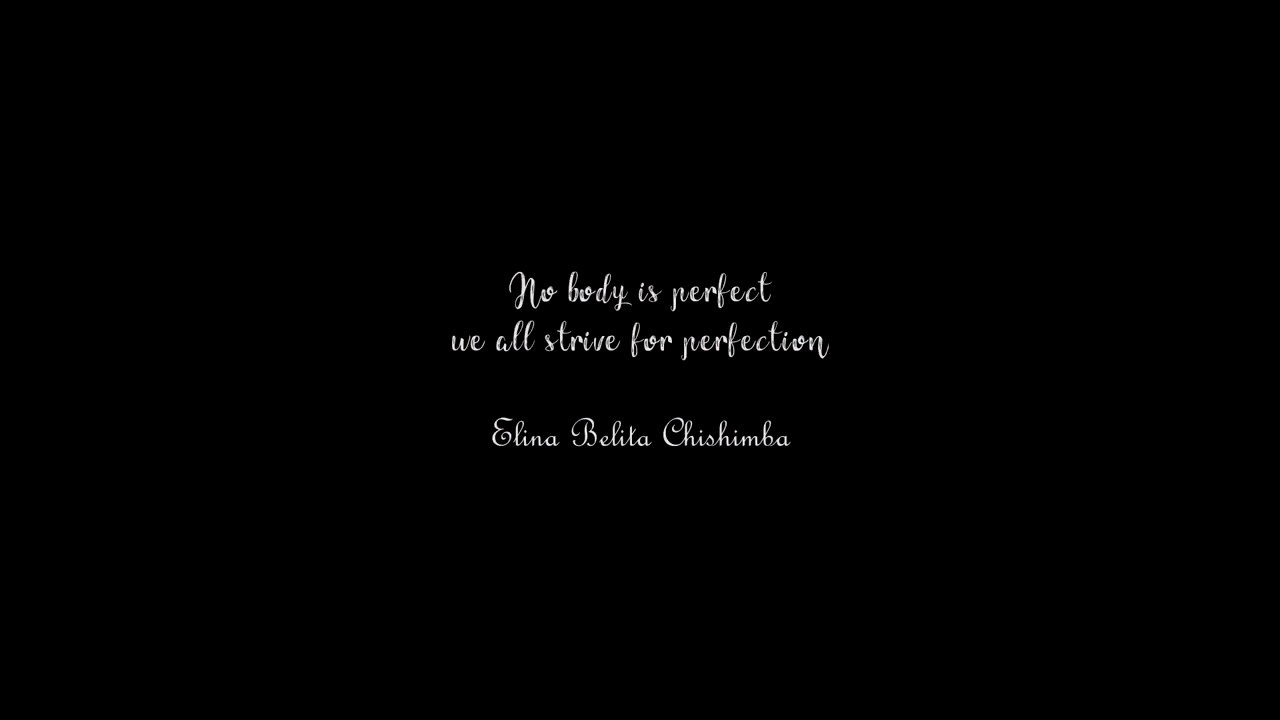 No body is perfect
we all strive for perfection
Elina Belita Chishimba